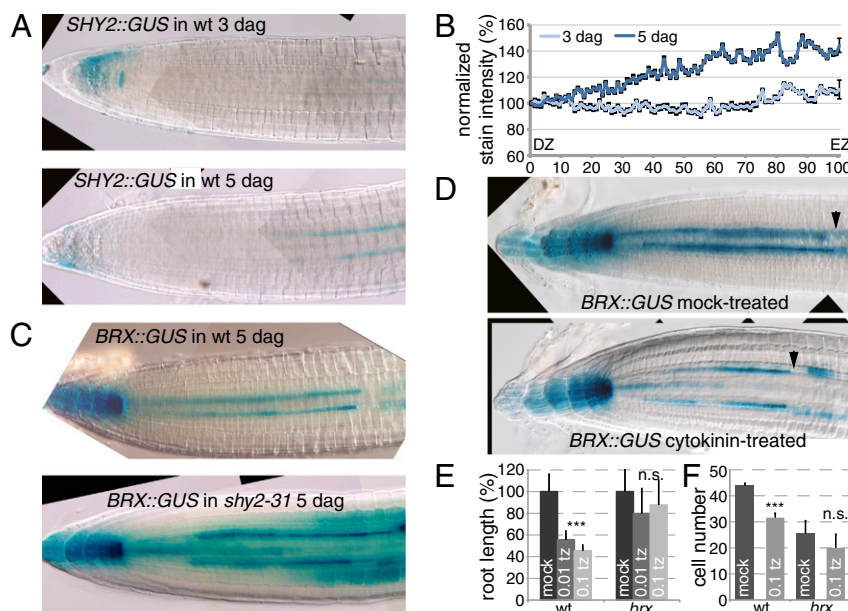 A
SHY2::GUS in wt 3 dag
SHY2::GUS in wt 5 dag
B
normalized
stain intensity (%)
160
140
120
100
80
60
3 dag 5 dag
DZ EZ
0 10 20 30 40 50 60 70 80 90 100
C
BRX::GUS in wt 5 dag
BRX::GUS in shy2-31 5 dag
D
BRX::GUS mock-treated
BRX::GUS cytokinin-treated
E
root length (%)
120
100
80
60
40
20
0
*** n.s.
mock 0.01 tz 0.1 tz mock 0.01 tz 0.1 tz
wt brx
F
cell number
50
40
30
20
10
0
*** n.s.
mock 0.1 tz mock 0.1 tz
wt brx